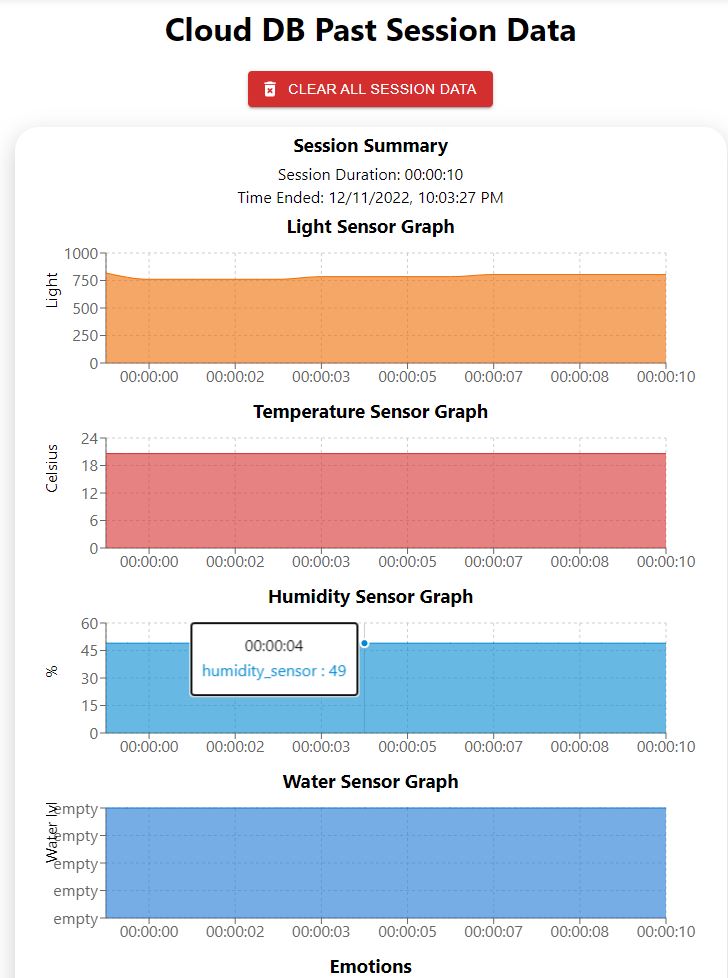 Cloud DB Past Session Data
CLEAR ALL SESSION DATA
Session Summary
Session Duration: 00:00:10
Time Ended: 12/11/2022, 10:03:27 PM
Light Sensor Graph
Light
1000
750
500
250
0
00:00:00 00:00:02 00:00:03 00:00:05 00:00:07 00:00:08 00:00:10
Temperature Sensor Graph
Celsius
24
18
12
6
0
00:00:00 00:00:02 00:00:03 00:00:05 00:00:07 00:00:08 00:00:10
Humidity Sensor Graph
%
60
45
30
15
0
00:00:04
humidity_sensor : 49
00:00:00 00:00:02 00:00:03 00:00:05 00:00:07 00:00:08 00:00:10
Water Sensor Graph
Water lvl
empty
empty
empty
empty
empty
00:00:00 00:00:02 00:00:03 00:00:05 00:00:07 00:00:08 00:00:10
Emotions